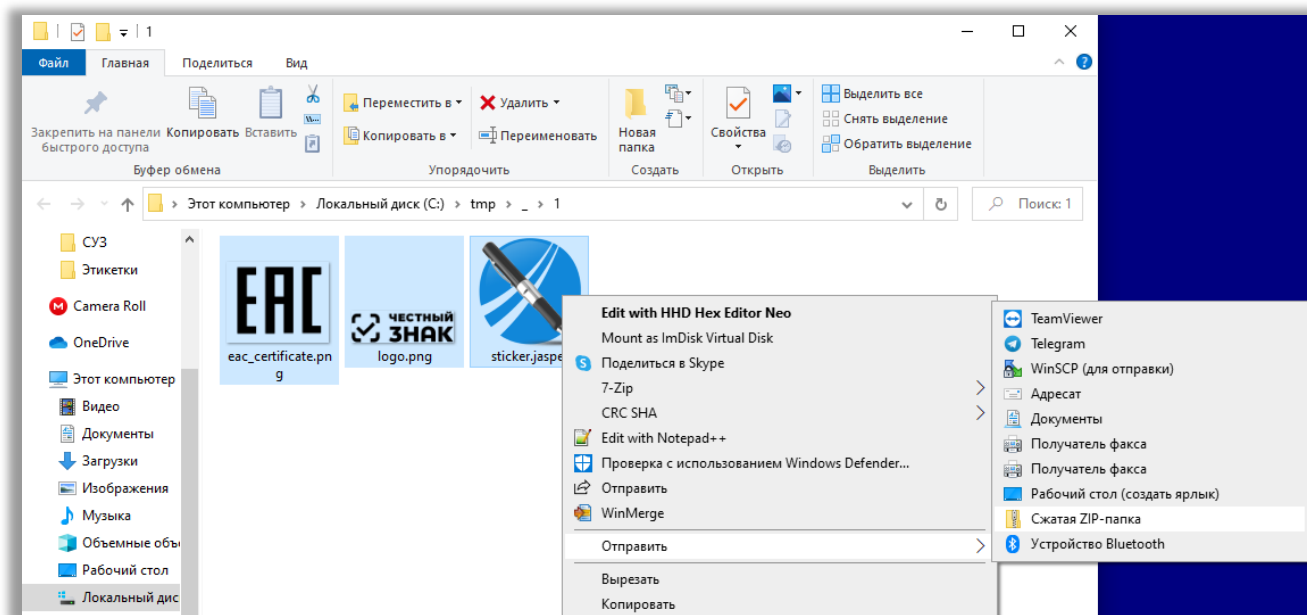 1
Файл Главная Поделиться Вид
Закрепить на панели быстрого доступа
Копировать
Вставить
Переместить в
Копировать в
Удалить
Переименовать
Новая папка
Свойства
Выделить все
Снять выделение
Обратить выделение
Буфер обмена Упорядочить Создать Открыть Выделить
Этот компьютер > Локальный диск (C:) > tmp > _ > 1
Поиск: 1
СУЗ
Этикетки
Camera Roll
OneDrive
Этот компьютер
Видео
Документы
Загрузки
Изображения
Музыка
Объемные объ
Рабочий стол
Локальный дис
EAC
eac_certificate.png
ЧЕСТНЫЙ
ЗНАК
logo.png
sticker.jaspe
Edit with HHD Hex Editor Neo
Mount as ImDisk Virtual Disk
Поделиться в Skype
7-Zip
CRC SHA
Edit with Notepad++
Проверка с использованием Windows Defender...
Отправить
WinMerge
Отправить
Вырезать
Копировать
TeamViewer
Telegram
WinSCP (для отправки)
Адресат
Документы
Получатель факса
Получатель факса
Рабочий стол (создать ярлык)
Сжатая ZIP-папка
Устройство Bluetooth